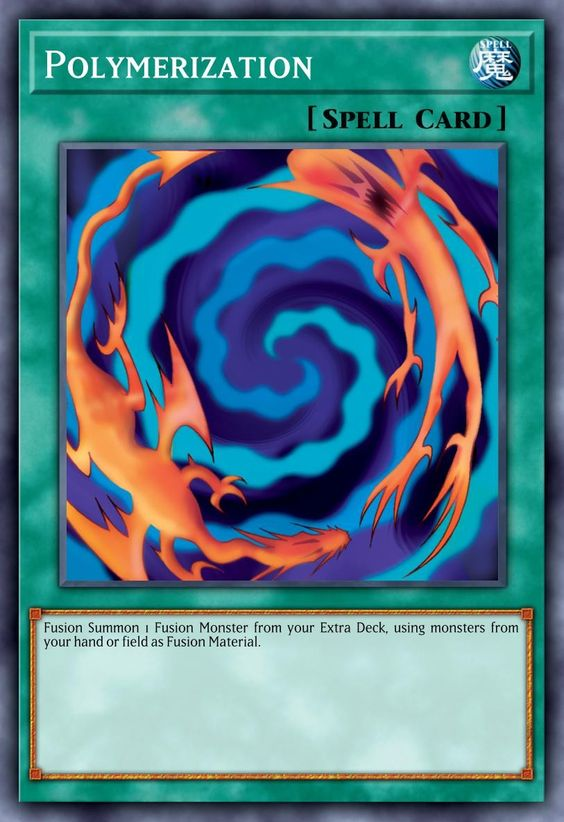 POLYMERIZATION
SPELL
魔
[SPELL CARD]
Fusion Summon 1 Fusion Monster from your Extra Deck, using monsters from
your hand or field as Fusion Material.